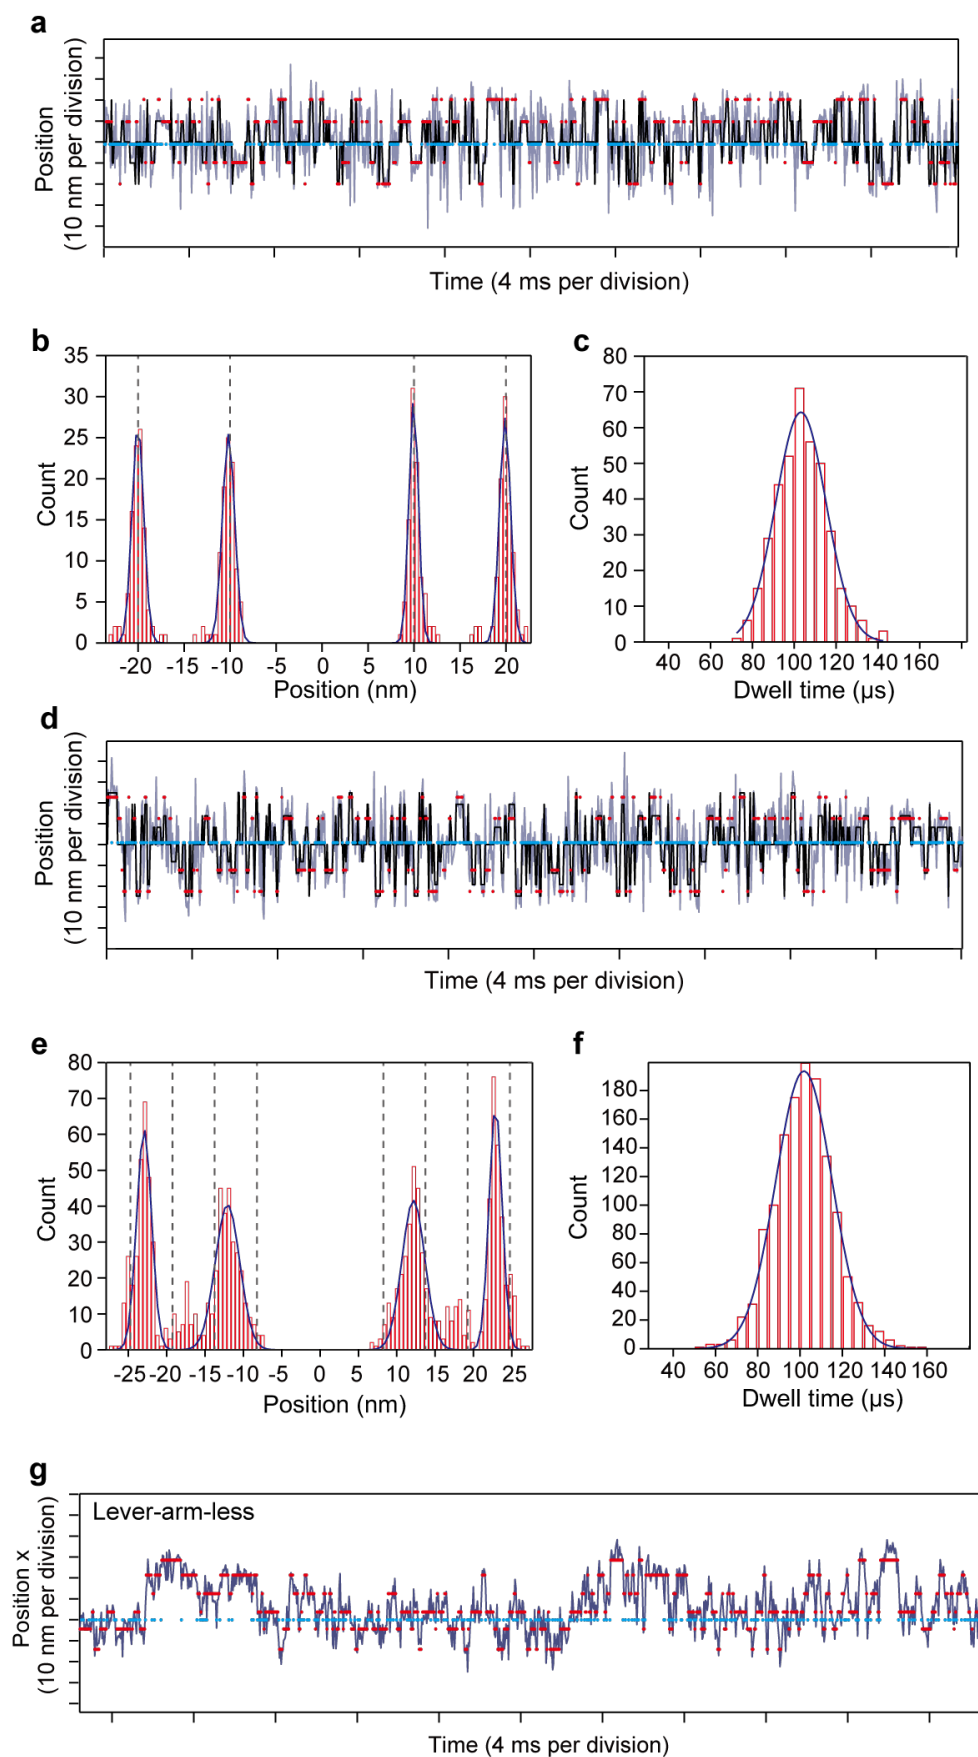 a
Position
(10 nm per division)
Time (4 ms per division)
b
35
30
25
20
15
10
5
0
Count
-20 -15 -10 -5 0 5 10 15 20
Position (nm)
c
80
70
60
50
40
30
20
10
0
Count
40 60 80 100 120 140 160
Dwell time (µs)
d
Position
(10 nm per division)
Time (4 ms per division)
e
80
70
60
50
40
30
20
10
0
Count
-25 -20 -15 -10 -5 0 5 10 15 20 25
Position (nm)
f
180
160
140
120
100
80
60
40
20
0
Count
40 80 120 160
Dwell time (µs)
g
Lever-arm-less
Position x
(10 nm per division)
Time (4 ms per division)